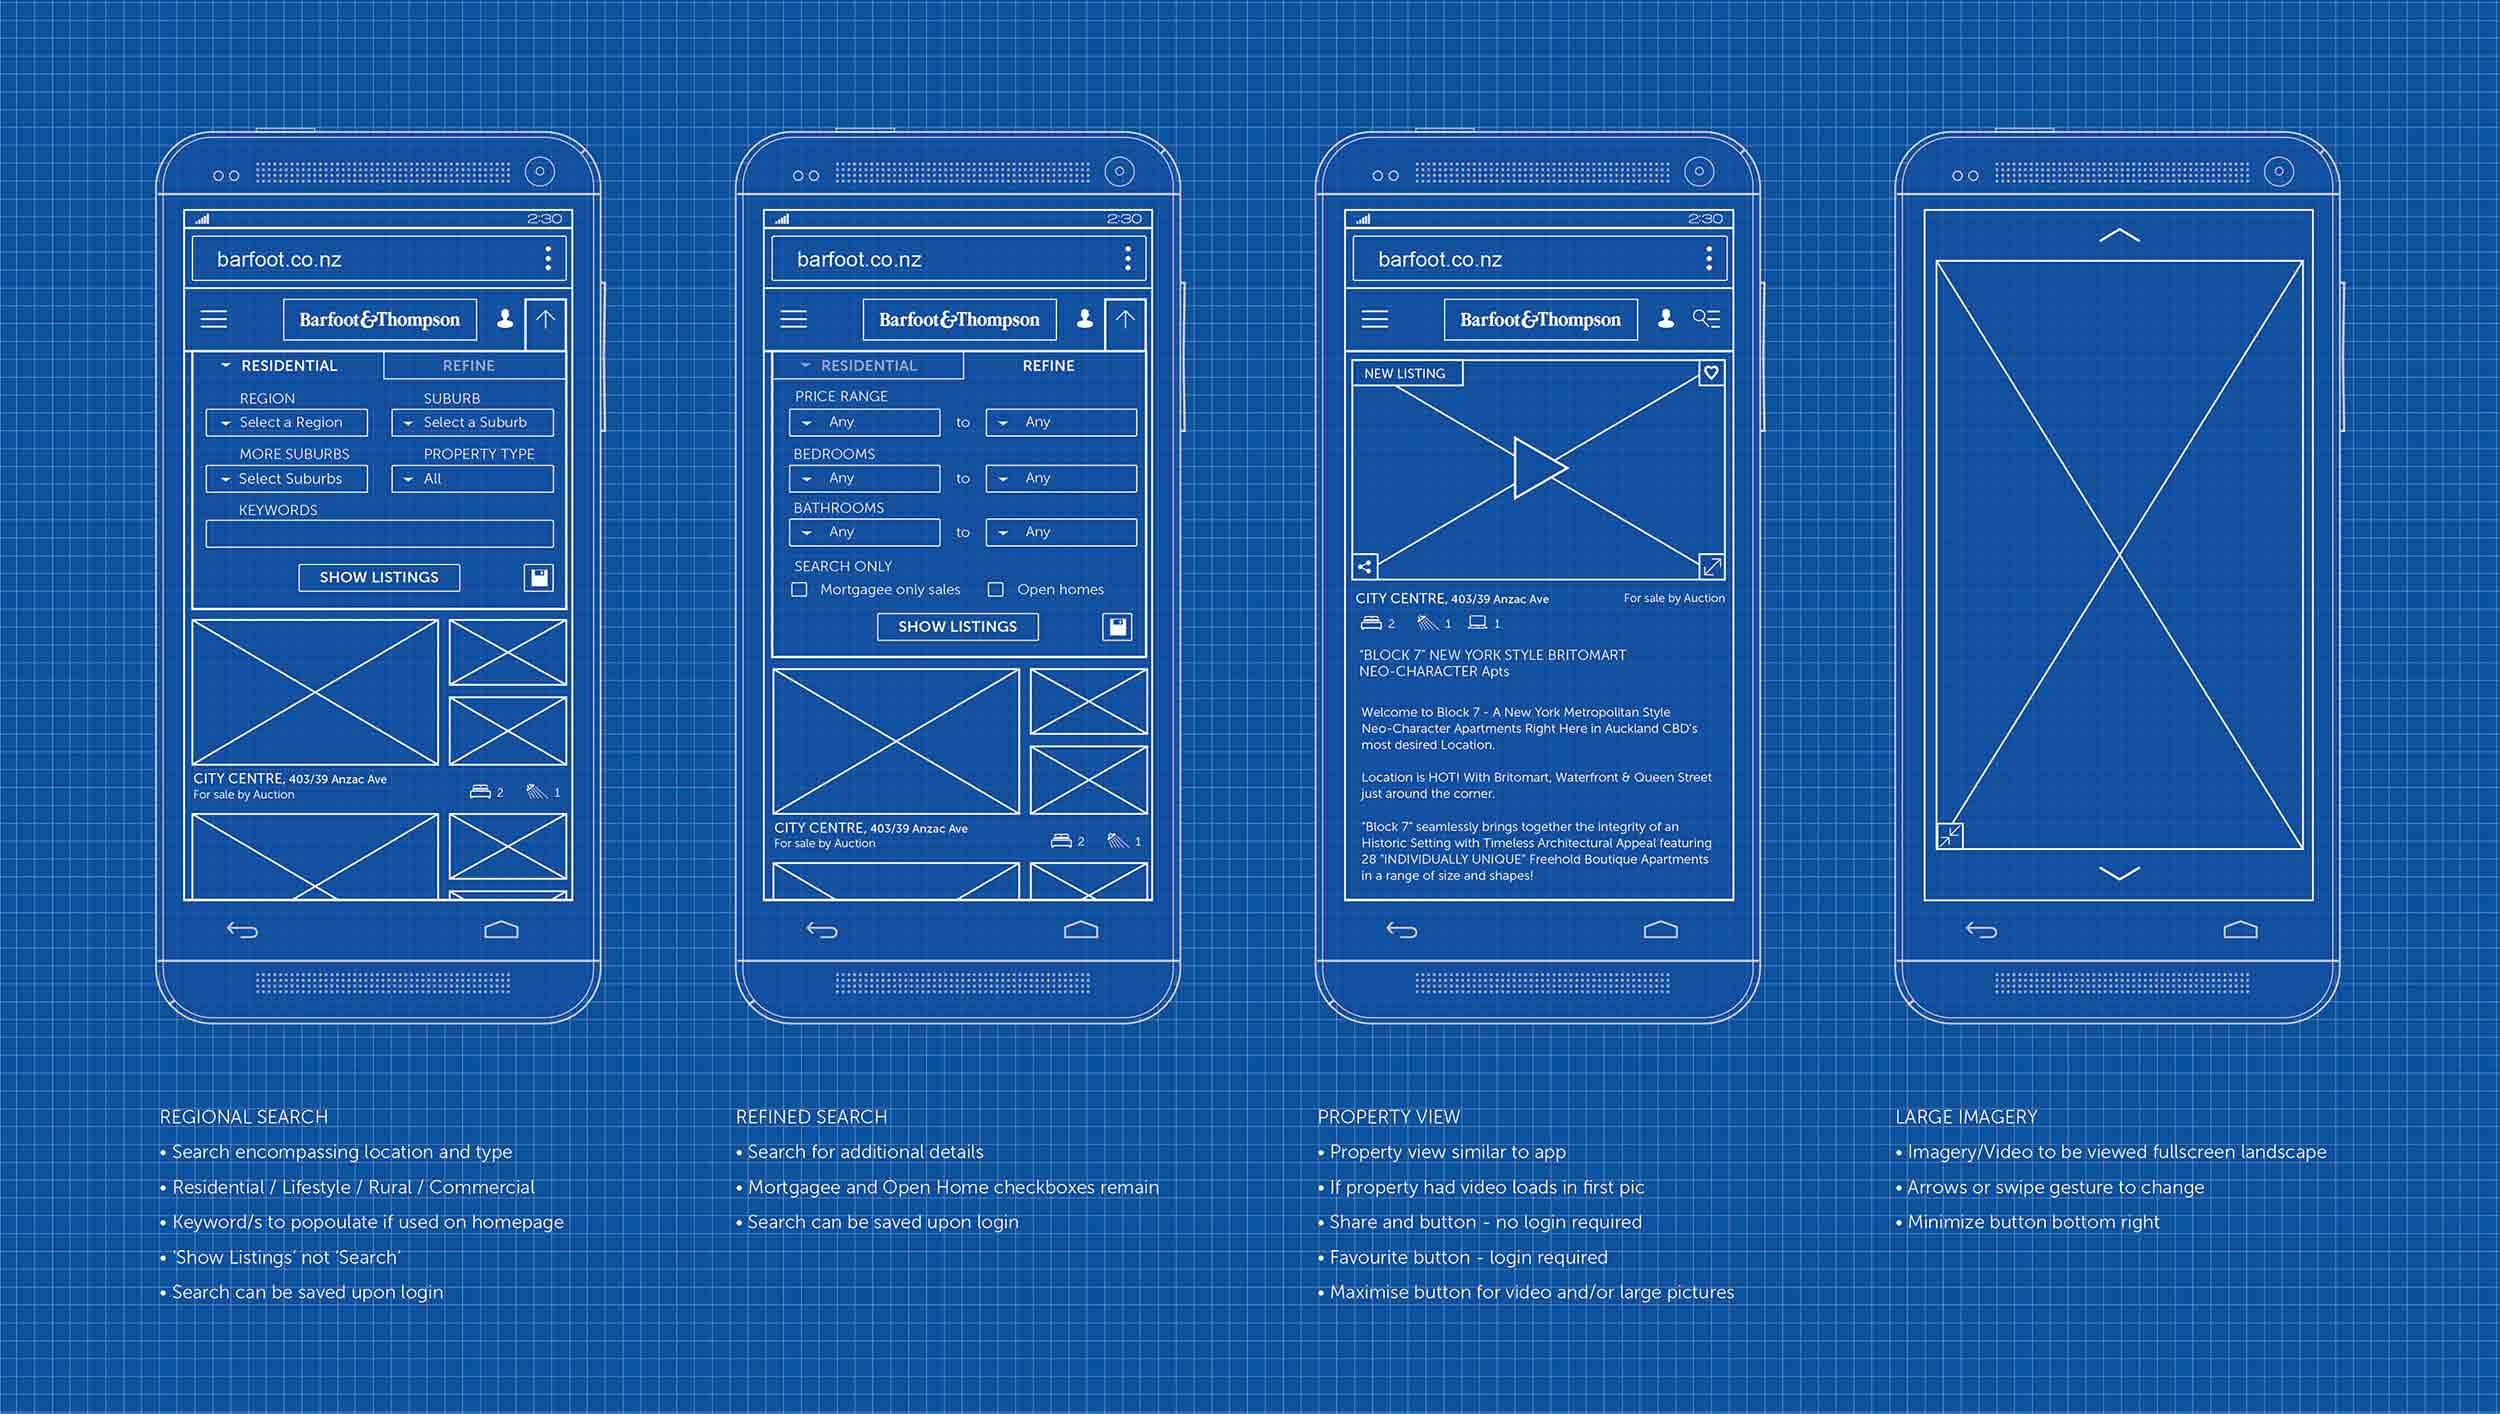 2:30
barfoot.co.nz
Barfoot&Thompson
RESIDENTIAL REFINE
REGION SUBURB
Select a Region Select a Suburb
MORE SUBURBS PROPERTY TYPE
Select Suburbs All
KEYWORDS
SHOW LISTINGS
CITY CENTRE, 403/39 Anzac Ave
For sale by Auction 2 1
2:30
barfoot.co.nz
Barfoot&Thompson
RESIDENTIAL REFINE
PRICE RANGE
Any to Any
BEDROOMS
Any to Any
BATHROOMS
Any to Any
SEARCH ONLY
Mortgagee only sales Open homes
SHOW LISTINGS
CITY CENTRE, 403/39 Anzac Ave
For sale by Auction 2 1
2:30
barfoot.co.nz
Barfoot&Thompson
NEW LISTING
CITY CENTRE, 403/39 Anzac Ave For sale by Auction
2 1 1
"BLOCK 7" NEW YORK STYLE BRITOMART
NEO-CHARACTER Apts
Welcome to Block 7 - A New York Metropolitan Style
Neo-Character Apartments Right Here in Auckland CBD's
most desired Location.
Location is HOT! With Britomart, Waterfront & Queen Street
just around the corner.
"Block 7" seamlessly brings together the integrity of an
Historic Setting with Timeless Architectural Appeal featuring
28 "INDIVIDUALLY UNIQUE" Freehold Boutique Apartments
in a range of size and shapes!
REGIONAL SEARCH
• Search encompassing location and type
• Residential / Lifestyle / Rural / Commercial
• Keyword/s to popoulate if used on homepage
• 'Show Listings' not 'Search'
• Search can be saved upon login
REFINED SEARCH
• Search for additional details
• Mortgagee and Open Home checkboxes remain
• Search can be saved upon login
PROPERTY VIEW
• Property view similar to app
• If property had video loads in first pic
• Share and button - no login required
• Favourite button - login required
• Maximise button for video and/or large pictures
LARGE IMAGERY
• Imagery/Video to be viewed fullscreen landscape
• Arrows or swipe gesture to change
• Minimize button bottom right